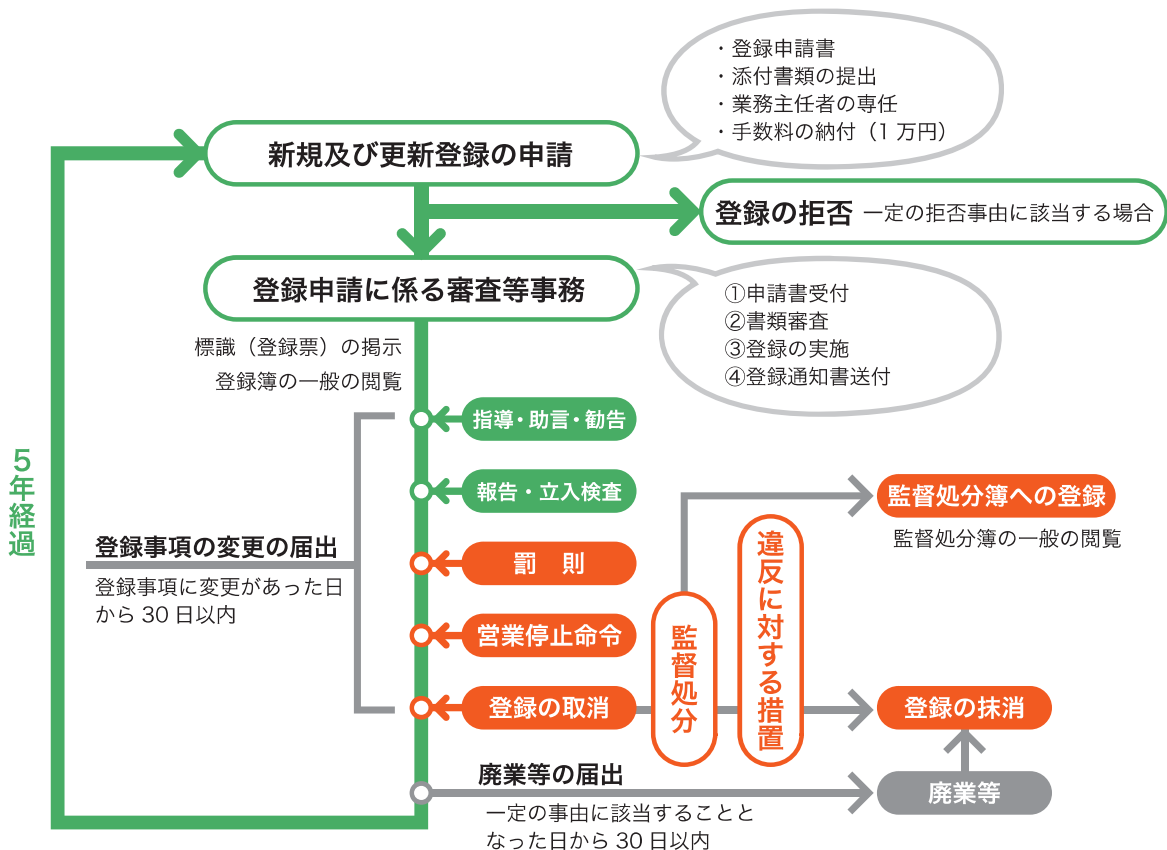 ・登録申請書
・添付書類の提出
・業務主任者の専任
・手数料の納付（1万円）
新規及び更新登録の申請
登録の拒否 一定の拒否事由に該当する場合
登録申請に係る審査等事務
①申請書受付
②書類審査
③登録の実施
④登録通知書送付
標識（登録票）の掲示
登録簿の一般の閲覧
指導・助言・勧告
報告・立入検査
罰 則
営業停止命令
登録の取消
5年経過
登録事項の変更の届出
登録事項に変更があった日
から30日以内
監督処分
違反に対する措置
監督処分簿への登録
監督処分簿の一般の閲覧
登録の抹消
廃業等
廃業等の届出
一定の事由に該当することと
なった日から30日以内